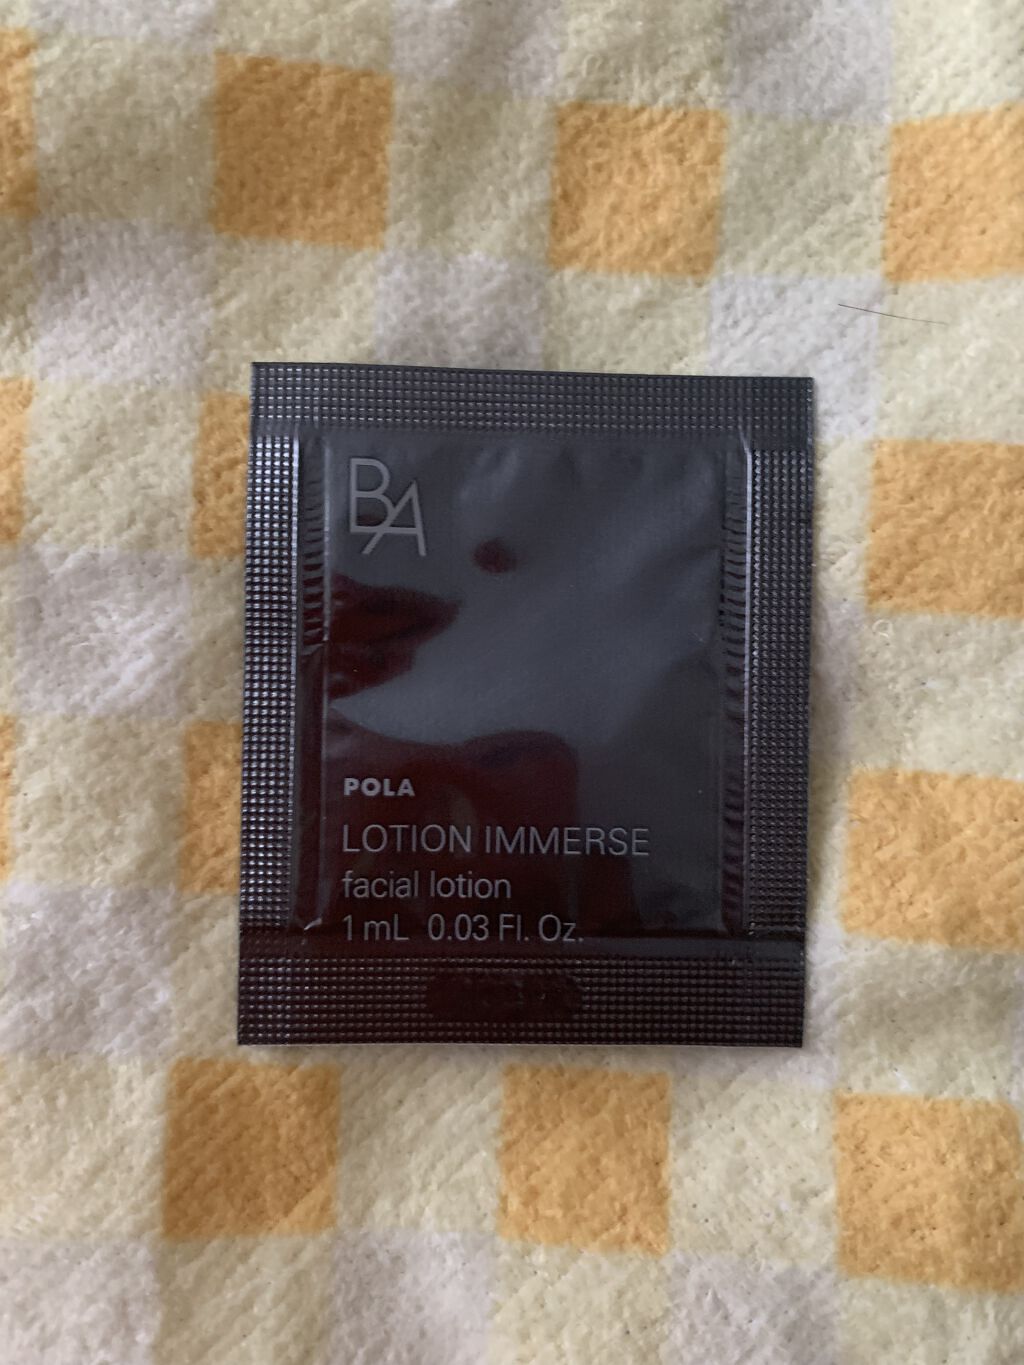 BA
POLA
LOTION IMMERSE
facial lotion
1 mL 0.03 Fl. Oz.